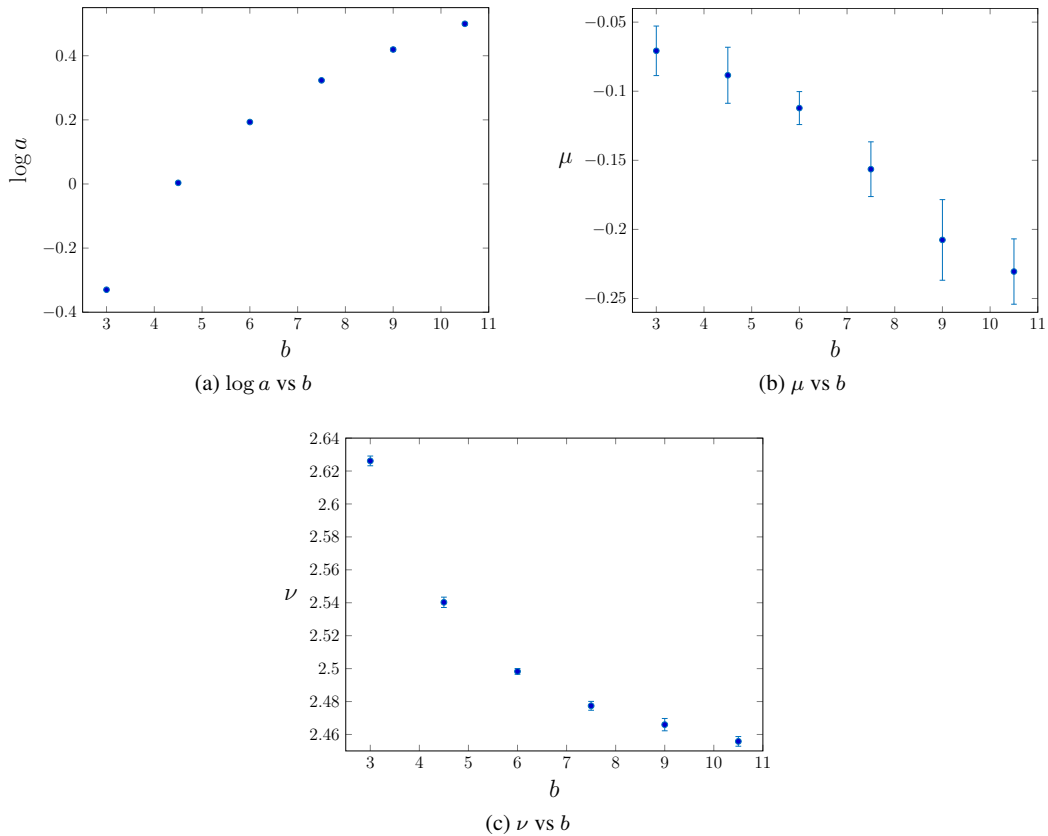 0.4
0.2
0
−0.2
−0.4
log a
3 4 5 6 7 8 9 10 11
b
(a) log a vs b
−0.05
−0.1
−0.15
−0.2
−0.25
μ
3 4 5 6 7 8 9 10 11
b
(b) μ vs b
2.64
2.62
2.6
2.58
2.56
2.54
2.52
2.5
2.48
2.46
ν
3 4 5 6 7 8 9 10 11
b
(c) ν vs b